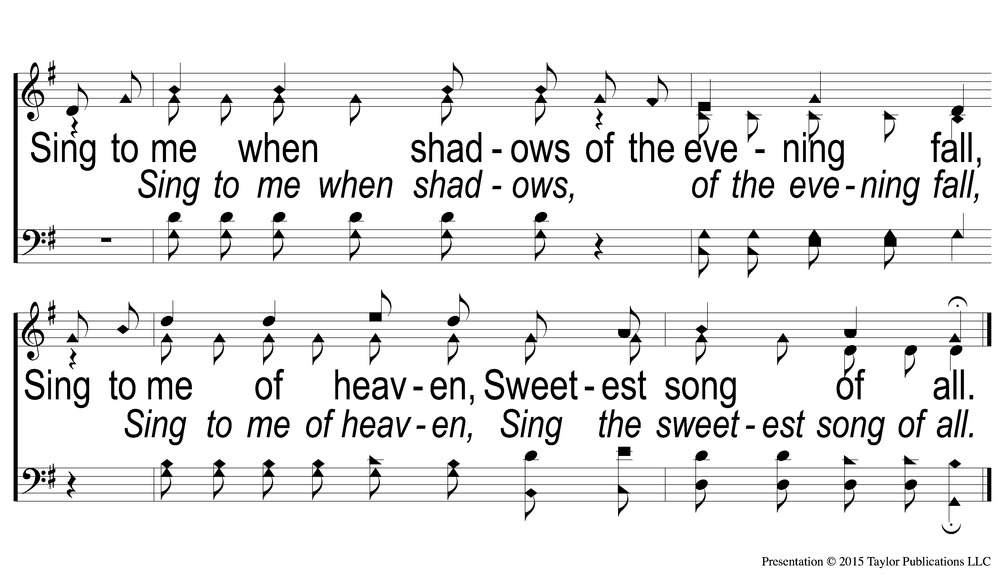 Sing to me when shad - ows of the eve - ning fall,
Sing to me when shad - ows, of the eve - ning fall,
Sing to me of heav - en, Sweet - est song of all.
Sing to me of heav - en, Sing the sweet - est song of all.
Presentation © 2015 Taylor Publications LLC